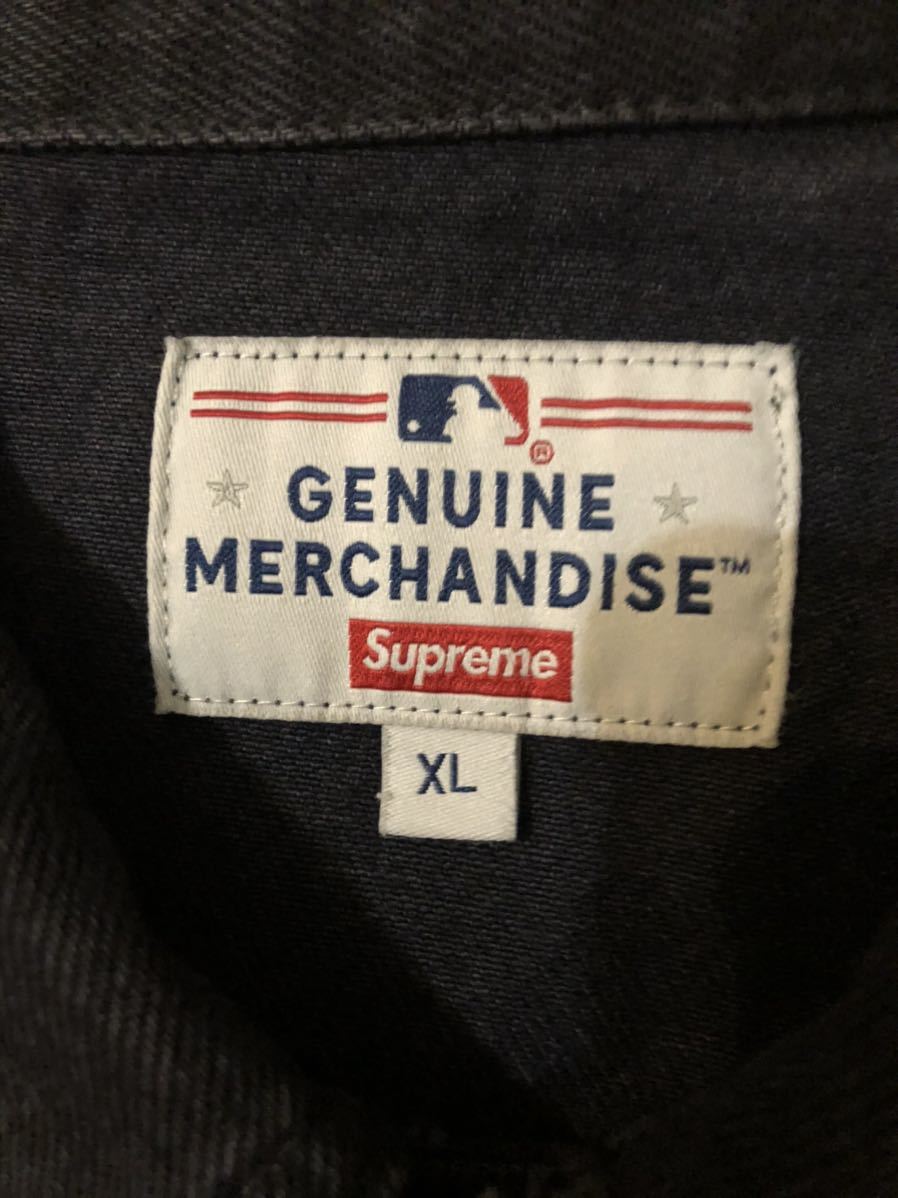 ®
GENUINE
MERCHANDISE™
Supreme
XL